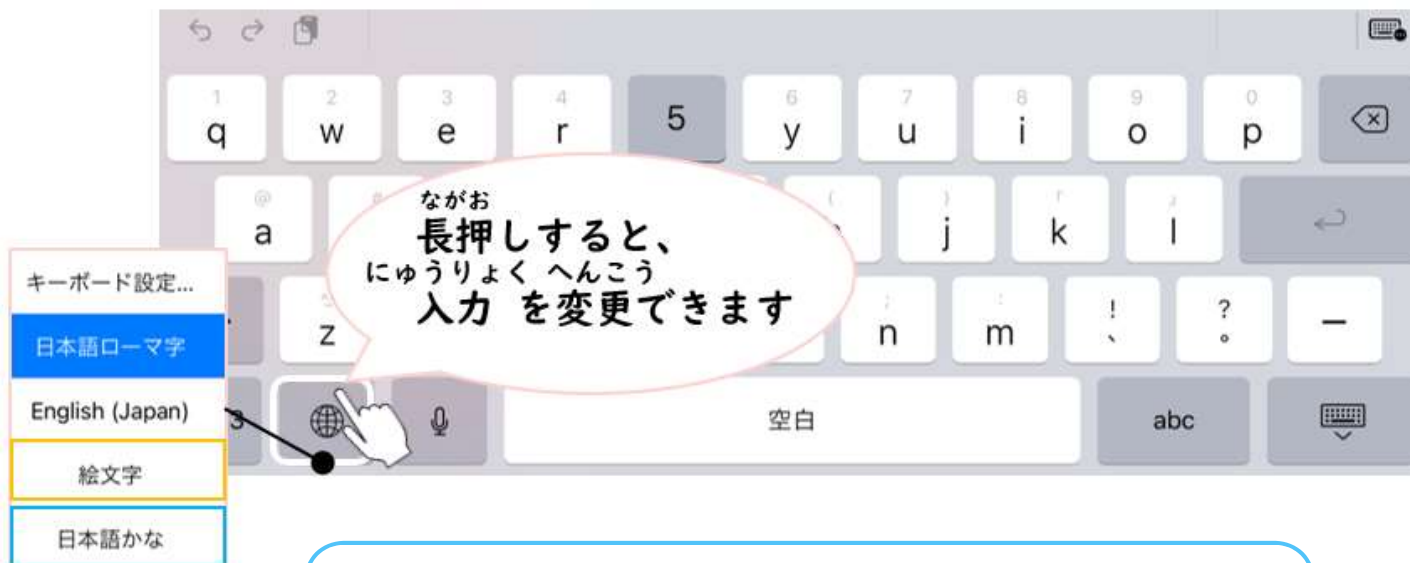 1 2 3 4 6 7 8 9 0
q w e r 5 y u i o p
@
a j k l
ながお
長押しすると、
にゅうりょく へんこう
入力 を変更できます
キーボード設定...
日本語ローマ字
English (Japan)
絵文字
日本語かな
z n m ! 、 ? 。 ー
3 空白 abc